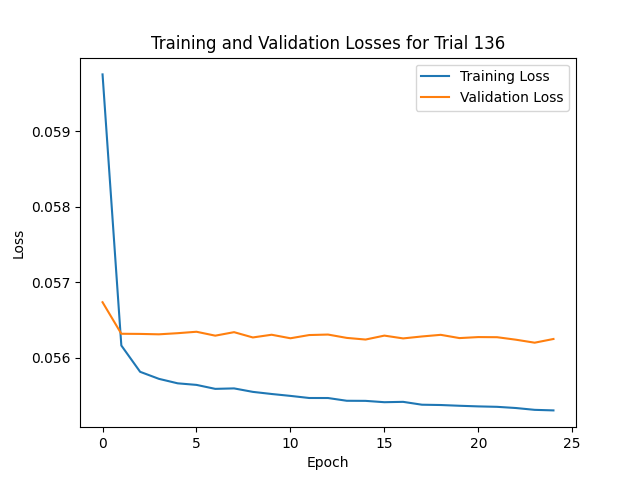 Training and Validation Losses for Trial 136
Training Loss
Validation Loss
0.059
0.058
0.057
0.056
Loss
0 5 10 15 20 25
Epoch